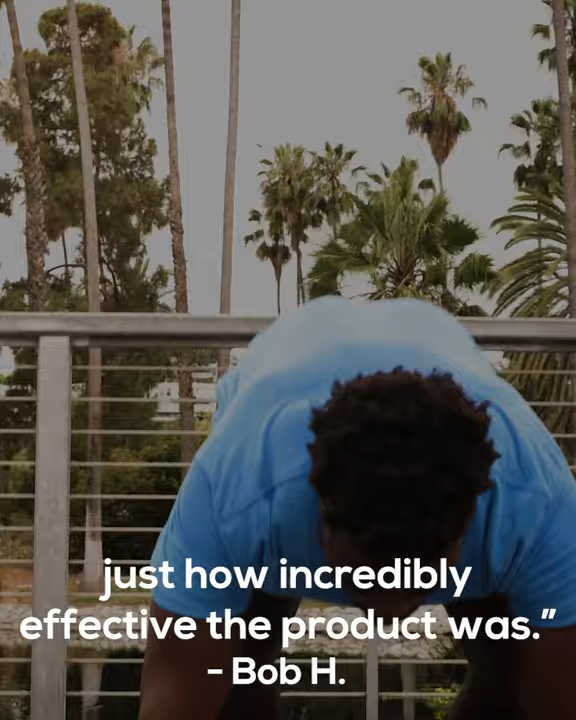 just how incredibly
effective the product was.”
- Bob H.